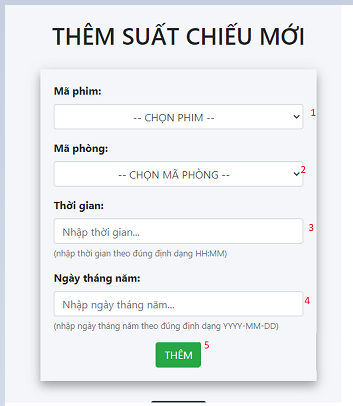 THÊM SUẤT CHIẾU MỚI
Mã phim:
-- CHỌN PHIM -- 1
Mã phòng:
-- CHỌN MÃ PHÒNG -- 2
Thời gian:
Nhập thời gian... 3
(nhập thời gian theo đúng định dạng HH:MM)
Ngày tháng năm:
Nhập ngày tháng năm... 4
(nhập ngày tháng năm theo đúng định dạng YYYY-MM-DD)
THÊM 5